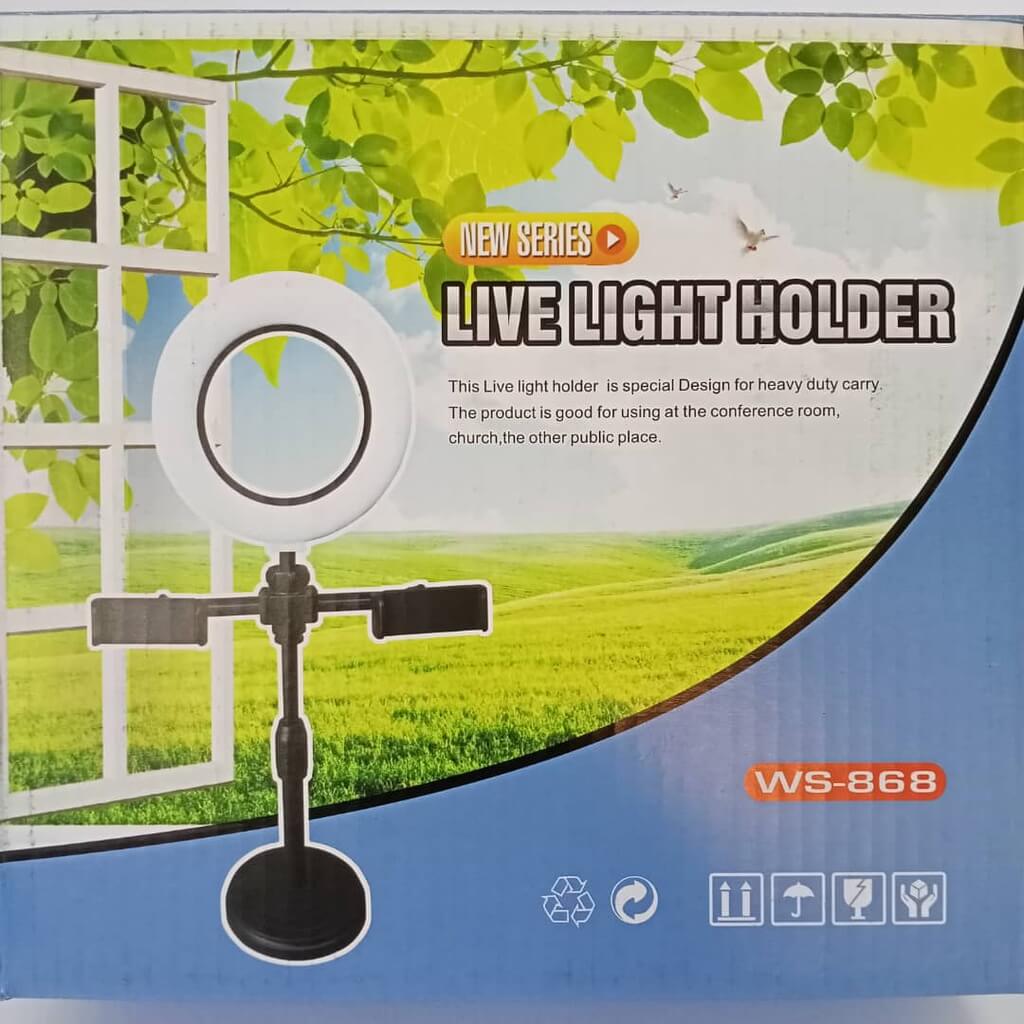 NEW SERIES
LIVE LIGHT HOLDER
This Live light holder is special Design for heavy duty carry.
The product is good for using at the conference room,
church,the other public place.
WS-868